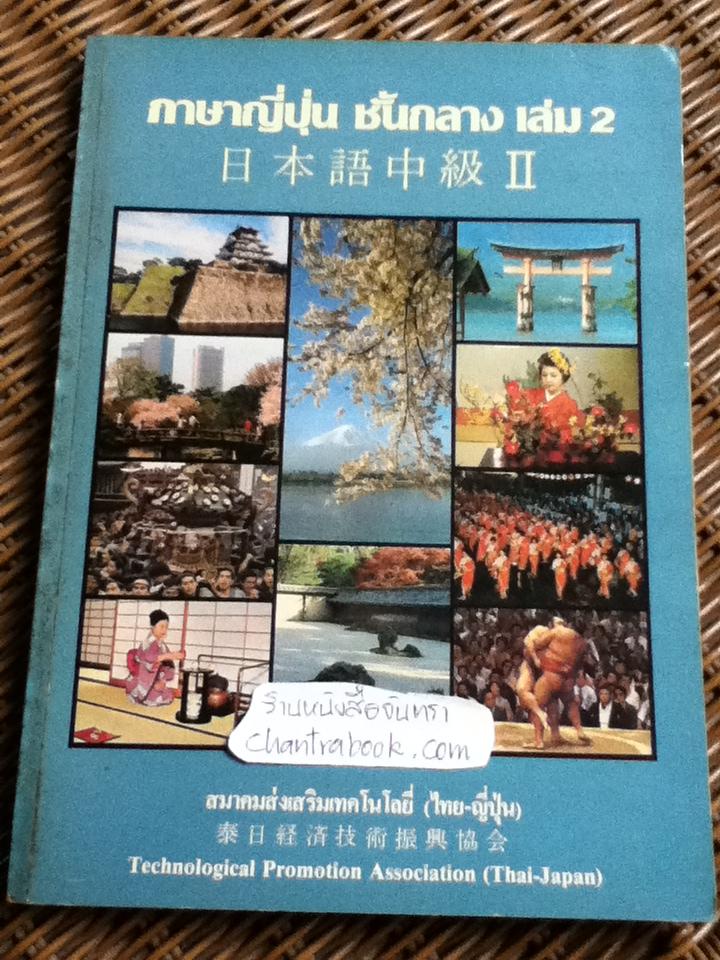 ภาษาญี่ปุ่น ชั้นกลาง เล่ม 2
日本語中級 II
ร้านหนังสือจันทรา
chantrabook.com
สมาคมส่งเสริมเทคโนโลยี่ (ไทย-ญี่ปุ่น)
泰日経済技術振興協会
Technological Promotion Association (Thai-Japan)